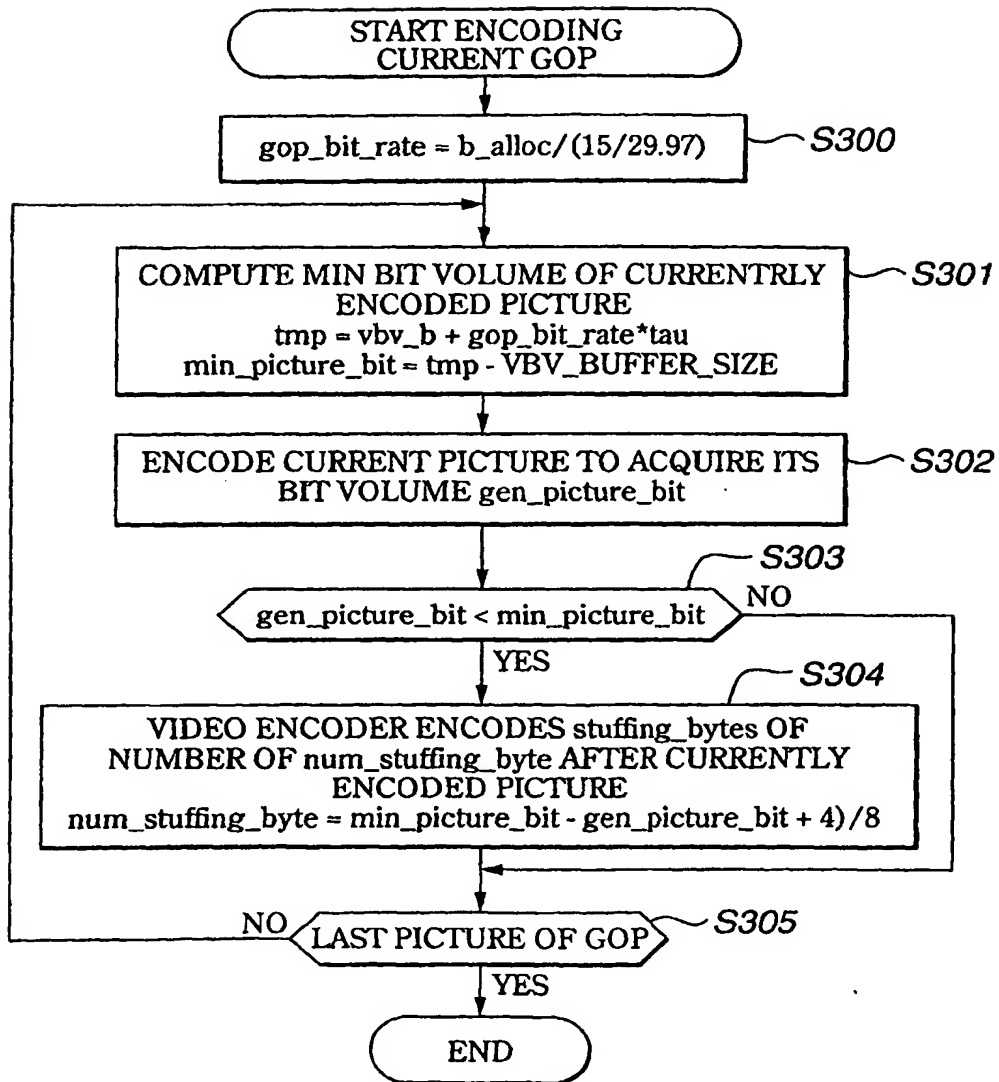 START ENCODING
CURRENT GOP
gop_bit_rate = b_alloc/(15/29.97)
S300
COMPUTE MIN BIT VOLUME OF CURRENTRLY
ENCODED PICTURE
tmp = vbv_b + gop_bit_rate*tau
min_picture_bit = tmp - VBV_BUFFER_SIZE
S301
ENCODE CURRENT PICTURE TO ACQUIRE ITS
BIT VOLUME gen_picture_bit
S302
S303
gen_picture_bit < min_picture_bit
NO
YES
S304
VIDEO ENCODER ENCODES stuffing_bytes OF
NUMBER OF num_stuffing_byte AFTER CURRENTLY
ENCODED PICTURE
num_stuffing_byte = min_picture_bit - gen_picture_bit + 4)/8
NO
LAST PICTURE OF GOP
S305
YES
END